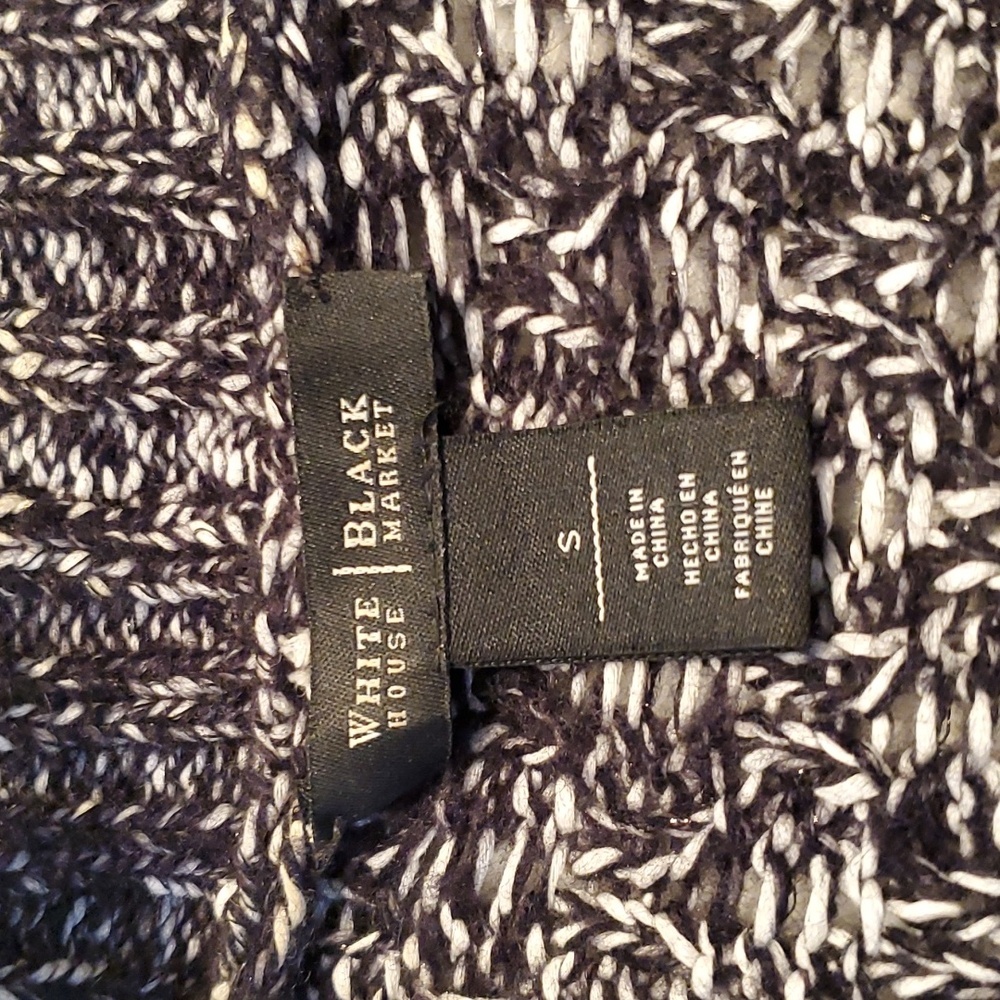 WHITE | BLACK
HOUSE | MARKET
S
MADE IN
CHINA
HECHO EN
CHINA
FABRIQUÉ EN
CHINE